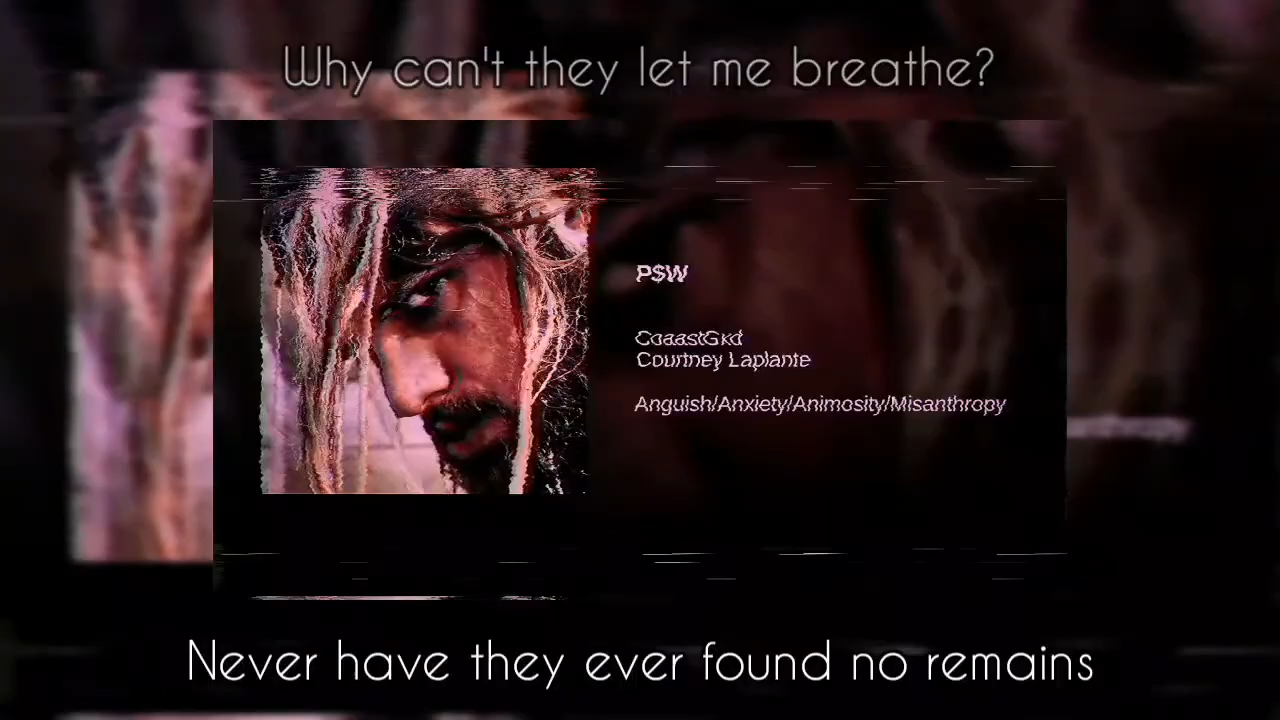 Why can't they let me breathe?
P$W
CoaastGxd
Courtney Laplante
Anguish/Anxiety/Animosity/Misanthropy
Never have they ever found no remains